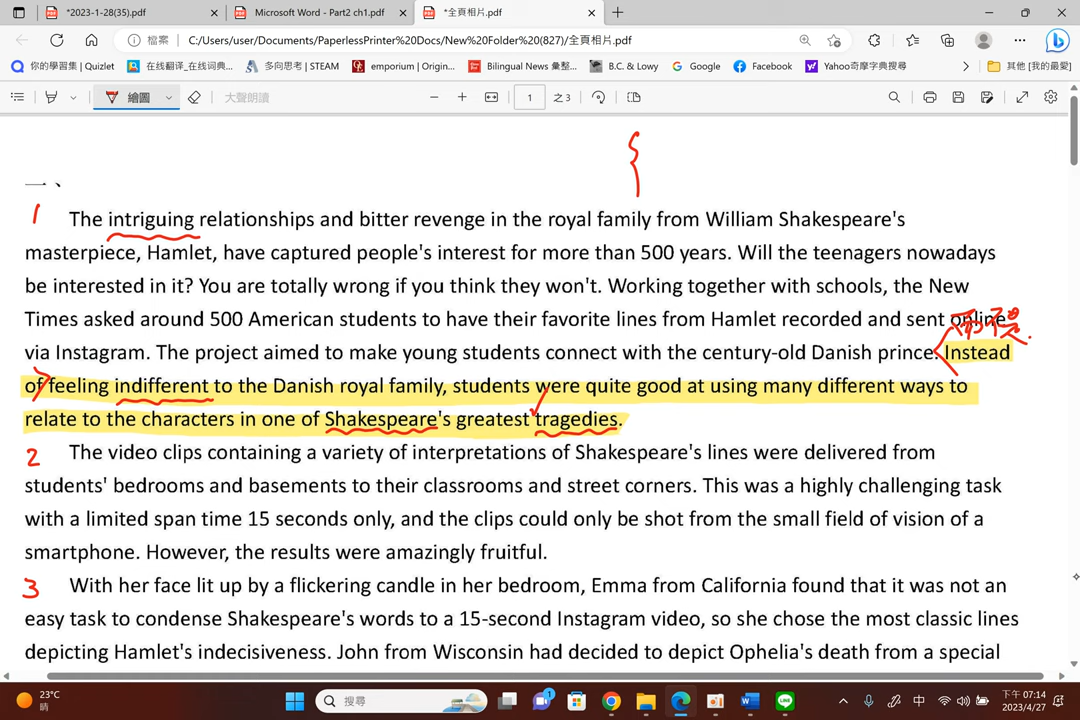 *2023-1-28(35).pdf
Microsoft Word - Part2 ch1.pdf
*全頁相片.pdf
檔案
C:/Users/user/Documents/PaperlessPrinter%20Docs/New%20Folder%20(827)/全頁相片.pdf
你的學習集 | Quizlet
在线翻译_在线词典...
多向思考 | STEAM
emporium | Origin...
Bilingual News 彙整...
B.C. & Lowy
Google
Facebook
Yahoo奇摩字典搜尋
其他 [我的最愛]
繪圖
大聲朗讀
1
之 3
一、
1
The intriguing relationships and bitter revenge in the royal family from William Shakespeare's
masterpiece, Hamlet, have captured people's interest for more than 500 years. Will the teenagers nowadays
be interested in it? You are totally wrong if you think they won't. Working together with schools, the New
Times asked around 500 American students to have their favorite lines from Hamlet recorded and sent online
via Instagram. The project aimed to make young students connect with the century-old Danish prince. Instead
of feeling indifferent to the Danish royal family, students were quite good at using many different ways to
relate to the characters in one of Shakespeare's greatest tragedies.
2
The video clips containing a variety of interpretations of Shakespeare's lines were delivered from
students' bedrooms and basements to their classrooms and street corners. This was a highly challenging task
with a limited span time 15 seconds only, and the clips could only be shot from the small field of vision of a
smartphone. However, the results were amazingly fruitful.
3
With her face lit up by a flickering candle in her bedroom, Emma from California found that it was not an
easy task to condense Shakespeare's words to a 15-second Instagram video, so she chose the most classic lines
depicting Hamlet's indecisiveness. John from Wisconsin had decided to depict Ophelia's death from a special
23°C
晴
搜尋
1
中
下午 07:14
2023/4/27